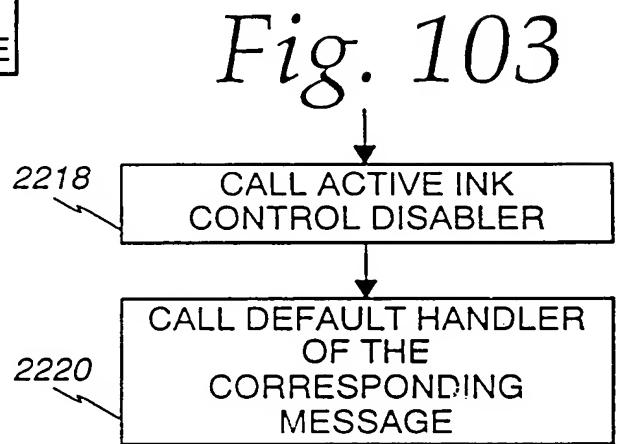 E
Fig. 103
2218
CALL ACTIVE INK
CONTROL DISABLER
2220
CALL DEFAULT HANDLER
OF THE
CORRESPONDING
MESSAGE